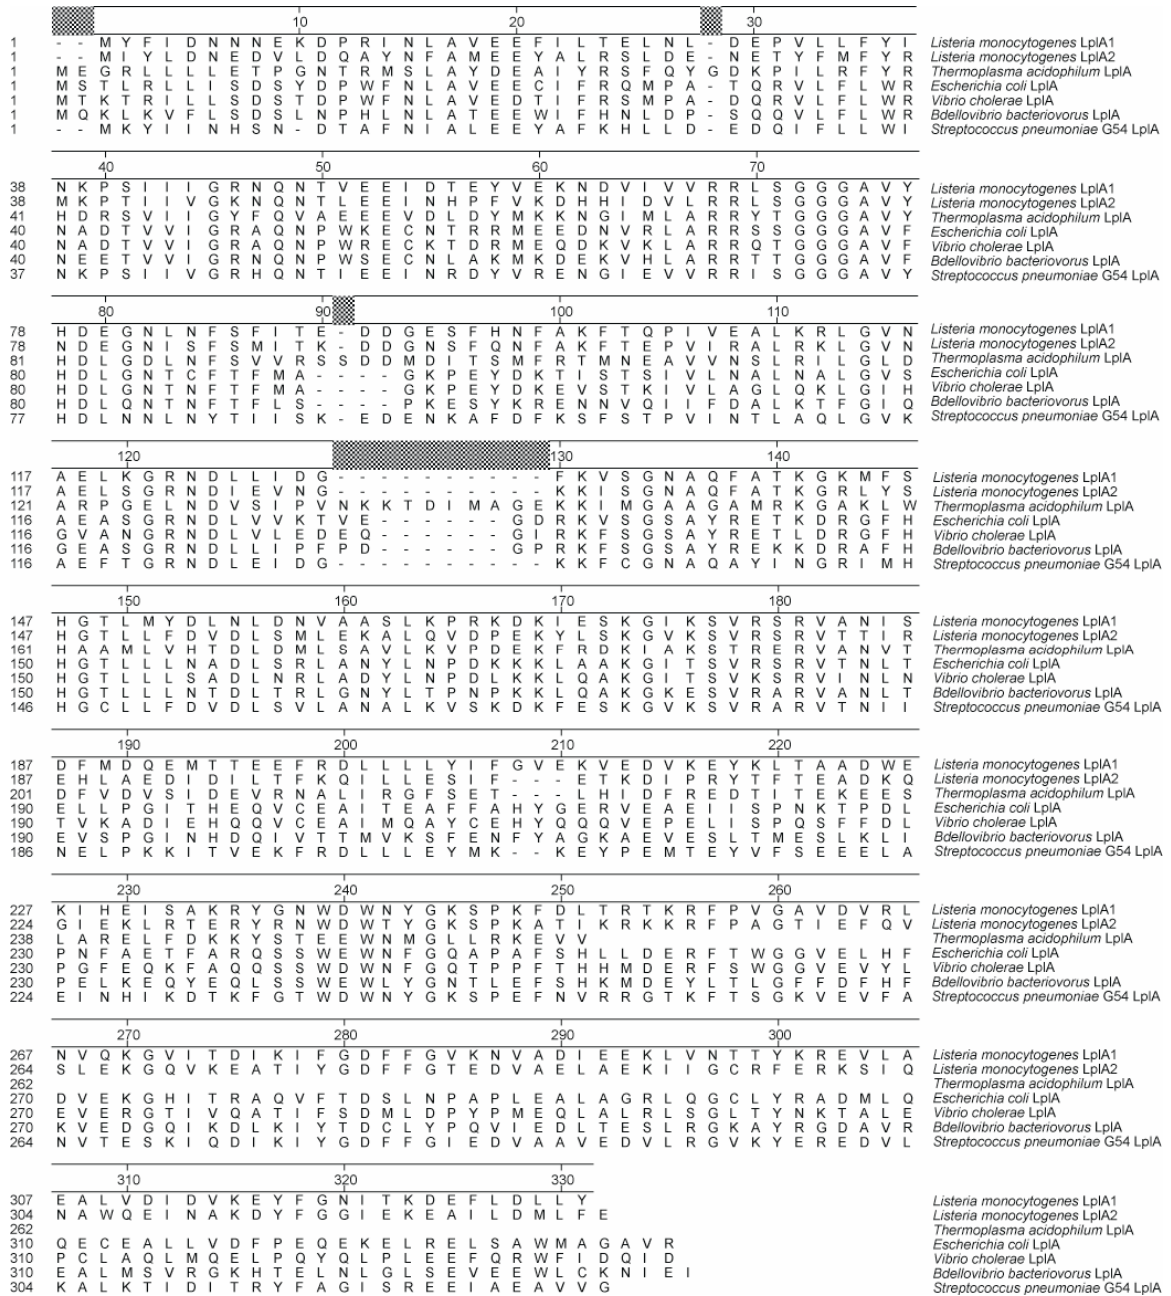 10 20 30
1 - - M Y F I D N N N E K D P R I N L A V E E F I L T E L N L - D E P V L L F Y I Listeria monocytogenes LplA1
1 - - M I Y L D N E D V L D Q A Y N F A M E E Y A L R S L D E - N E T Y F M F Y R Listeria monocytogenes LplA2
1 M E G R L L L L E T P G N T R M S L A Y D E A I Y R S F Q Y G D K P I L R F Y R Thermoplasma acidophilum LplA
1 M S T L R L L I S D S Y D P W F N L A V E E C I F R Q M P A - T Q R V L F L W R Escherichia coli LplA
1 M T K T R I L L S D S T D P W F N L A V E D T I F R S M P A - D Q R V L F L W R Vibrio cholerae LplA
1 M Q K L K V F L S D S L N P H L N L A T E E W I F H N L D P - S Q Q V L F L W R Bdellovibrio bacteriovorus LplA
1 - - M K Y I I N H S N - D T A F N I A L E E Y A F K H L L D - E D Q I F L L W I Streptococcus pneumoniae G54 LplA
40 50 60 70
38 N K P S I I I G R N Q N T V E E I D T E Y V E K N D V I V V R R L S G G G A V Y Listeria monocytogenes LplA1
38 M K P T I I V G K N Q N T L E E I N H P F V K D H H I D V L R R L S G G G A V Y Listeria monocytogenes LplA2
41 H D R S V I I G Y F Q V A E E E V D L D Y M K K N G I M L A R R Y T G G G A V Y Thermoplasma acidophilum LplA
40 N A D T V V I G R A Q N P W K E C N T R R M E E D N V R L A R R S S G G G A V F Escherichia coli LplA
40 N A D T V V I G R A Q N P W R E C K T D R M E Q D K V K L A R R Q T G G G A V F Vibrio cholerae LplA
40 N E E T V V I G R N Q N P W S E C N L A K M K D E K V H L A R R T T G G G A V F Bdellovibrio bacteriovorus LplA
37 N K P S I I V G R H Q N T I E E I N R D Y V R E N G I E V V R R I S G G G A V Y Streptococcus pneumoniae G54 LplA
80 90 100 110
78 H D E G N L N F S F I T E - D D G E S F H N F A K F T Q P I V E A L K R L G V N Listeria monocytogenes LplA1
78 N D E G N I S F S M I T K - D D G N S F Q N F A K F T E P V I R A L R K L G V N Listeria monocytogenes LplA2
81 H D L G D L N F S V V R S S D D M D I T S M F R T M N E A V V N S L R I L G L D Thermoplasma acidophilum LplA
80 H D L G N T C F T F M A - - - - G K P E Y D K T I S T S I V L N A L N A L G V S Escherichia coli LplA
80 H D L G N T N F T F M A - - - - G K P E Y D K E V S T K I V L A G L Q K L G I H Vibrio cholerae LplA
80 H D L Q N T N F T F L S - - - - P K E S Y K R E N N V Q I I F D A L K T F G I Q Bdellovibrio bacteriovorus LplA
77 H D L N N L N Y T I I S K - E D E N K A F D F K S F S T P V I N T L A Q L G V K Streptococcus pneumoniae G54 LplA
120 130 140
117 A E L K G R N D L L I D G - - - - - - - - - - F K V S G N A Q F A T K G K M F S Listeria monocytogenes LplA1
117 A E L S G R N D I E V N G - - - - - - - - - - K K I S G N A Q F A T K G R L Y S Listeria monocytogenes LplA2
121 A R P G E L N D V S I P V N K K T D I M A G E K K I M G A A G A M R K G A K L W Thermoplasma acidophilum LplA
116 A E A S G R N D L V V K T V E - - - - - - G D R K V S G S A Y R E T K D R G F H Escherichia coli LplA
116 G V A N G R N D L V L E D E Q - - - - - - G I R K F S G S A Y R E T L D R G F H Vibrio cholerae LplA
116 G E A S G R N D L L I P F P D - - - - - - G P R K F S G S A Y R E K K D R A F H Bdellovibrio bacteriovorus LplA
116 A E F T G R N D L E I D G - - - - - - - - - - K K F C G N A Q A Y I N G R I M H Streptococcus pneumoniae G54 LplA
150 160 170 180
147 H G T L M Y D L N L D N V A A S L K P R K D K I E S K G I K S V R S R V A N I S Listeria monocytogenes LplA1
147 H G T L L F D V D L S M L E K A L Q V D P E K Y L S K G V K S V R S R V T T I R Listeria monocytogenes LplA2
161 H A A M L V H T D L D M L S A V L K V P D E K F R D K I A K S T R E R V A N V T Thermoplasma acidophilum LplA
150 H G T L L L N A D L S R L A N Y L N P D K K K L A A K G I T S V R S R V T N L T Escherichia coli LplA
150 H G T L L L S A D L N R L A D Y L N P D P K K L Q A K G I T S V K S R V I N L N Vibrio cholerae LplA
150 H G T L L L N T D L T R L G N Y L T P N P K K L Q A K G K E S V R A R V A N L T Bdellovibrio bacteriovorus LplA
146 H G C L L F D V D L S V L A N A L K V S K D K F E S K G V K S V R A R V T N I I Streptococcus pneumoniae G54 LplA
190 200 210 220
187 D F M D Q E M T T E E F R D L L L L Y I F G V E K V E D V K E Y K L T A A D W E Listeria monocytogenes LplA1
187 E H L A E D I D I L T F K Q I L L E S I F - - - E T K D I P R Y T F T E A D K Q Listeria monocytogenes LplA2
201 D F V D V S I D E V R N A L I R G F S E T - - - L H I D F R E D T I T E K E E S Thermoplasma acidophilum LplA
190 E L L P G I T H E Q V C E A I T E A F F A H Y G E R V E A E I I S P N K T P D L Escherichia coli LplA
190 T V K A D I E H Q Q V C E A I M Q A Y C E H Y Q Q Q V E P E L I S P Q S F F D L Vibrio cholerae LplA
190 E V S P G I N H D Q I V T T M V K S F E N F Y A G K A E V E S L T M E S L K L I Bdellovibrio bacteriovorus LplA
186 N E L P K K I T V E K F R D L L L E Y M K - - K E Y P E M T E Y V F S E E E L A Streptococcus pneumoniae G54 LplA
230 240 250 260
227 K I H E I S A K R Y G N W D W N Y G K S P K F D L T R T K R F P V G A V D V R L Listeria monocytogenes LplA1
224 G I E K L R T E R Y R N W D W T Y G K S P K A T I K R K K R F P A G T I E F Q V Listeria monocytogenes LplA2
238 L A R E L F D K K Y S T E E W N M G L L R K E V V Thermoplasma acidophilum LplA
230 P N F A E T F A R Q S S W E W N F G Q A P A F S H L L D E R F T W G G V E L H F Escherichia coli LplA
230 P G F E Q K F A Q Q S S W D W N F G Q T P P F T H H M D E R F S W G G V E V Y L Vibrio cholerae LplA
230 P E L K E Q Y E Q L S S W E W L Y G N T L E F S H K M D E Y L T L G F F D F H F Bdellovibrio bacteriovorus LplA
224 E I N H I K D T K F G T W D W N Y G K S P E F N V R R G T K F T S G K V E V F A Streptococcus pneumoniae G54 LplA
270 280 290 300
267 N V Q K G V I T D I K I F G D F F G V K N V A D I E E K L V N T T Y K R E V L A Listeria monocytogenes LplA1
264 S L E K G Q V K E A T I Y G D F F G T E D V A E L A E K I I G C R F E R K S I Q Listeria monocytogenes LplA2
262 Thermoplasma acidophilum LplA
270 D V E K G H I T R A Q V F T D S L N P A P L E A L A G R L Q G C L Y R A D M L Q Escherichia coli LplA
270 E V E R G T I V Q A T I F S D M L D P Y P M E Q L A L R L S G L T Y N K T A L E Vibrio cholerae LplA
270 K V E D G Q I K D L K I Y T D C L Y P Q V I E D L T E S L R G K A Y R G D A V R Bdellovibrio bacteriovorus LplA
264 N V T E S K I Q D I K I Y G D F F G I E D V A A V E D V L R G V K Y E R E D V L Streptococcus pneumoniae G54 LplA
310 320 330
307 E A L V D I D V K E Y F G N I T K D E F L D L L Y Listeria monocytogenes LplA1
304 N A W Q E I N A K D Y F G G I E K E A I L D M L F E Listeria monocytogenes LplA2
262 Thermoplasma acidophilum LplA
310 Q E C E A L L V D F P E Q E K E L R E L S A W M A G A V R Escherichia coli LplA
310 P C L A Q L M Q E L P Q Y Q L P L E E F Q R W F I D Q I D Vibrio cholerae LplA
310 E A L M S V R G K H T E L N L G L S E V E E W L C K N I E I Bdellovibrio bacteriovorus LplA
304 K A L K T I D I T R Y F A G I S R E E I A E A V V G Streptococcus pneumoniae G54 LplA